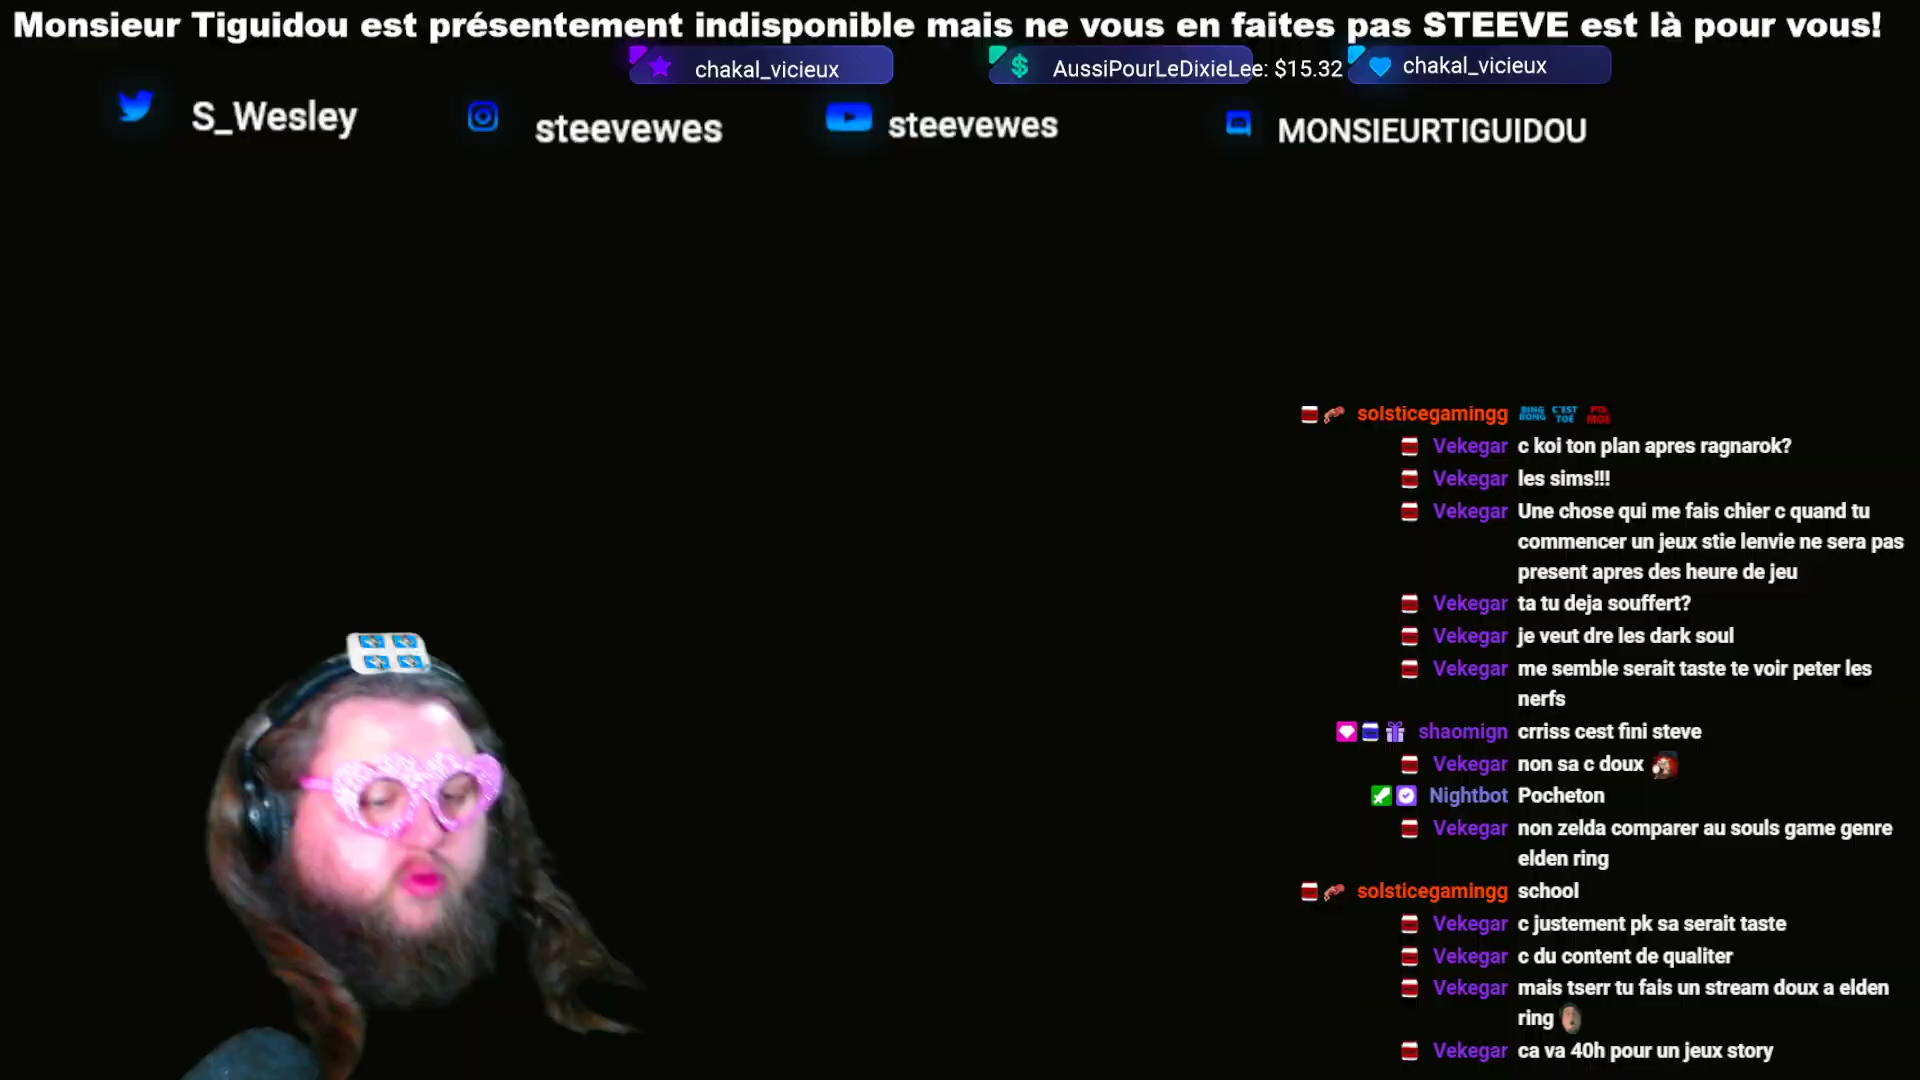 Monsieur Tiguidou est présentement indisponible mais ne vous en faites pas STEEVE est là pour vous!
chakal_vicieux
AussiPourLeDixieLee: $15.32
chakal_vicieux
S_Wesley
steevewes
steevewes
MONSIEURTIGUIDOU
solsticegamingg BING BONG C'EST TOÉ PIS MOÉ
Vekegar c koi ton plan apres ragnarok?
Vekegar les sims!!!
Vekegar Une chose qui me fais chier c quand tu
commencer un jeux stie lenvie ne sera pas
present apres des heure de jeu
Vekegar ta tu deja souffert?
Vekegar je veut dre les dark soul
Vekegar me semble serait taste te voir peter les
nerfs
shaomign crriss cest fini steve
Vekegar non sa c doux
Nightbot Pocheton
Vekegar non zelda comparer au souls game genre
elden ring
solsticegamingg school
Vekegar c justement pk sa serait taste
Vekegar c du content de qualiter
Vekegar mais tserr tu fais un stream doux a elden
ring
Vekegar ca va 40h pour un jeux story